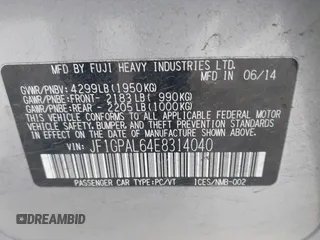 MFD BY FUJI HEAVY INDUSTRIES LTD.
06/14
GVWR/PNBV: 4299LB(1950KG)
GAWR/PNBE:FRONT- 2183LB( 990KG)
GAWR/PNBE:REAR - 2205LB(1000KG)
THIS VEHICLE CONFORMS TO ALL APPLICABLE
FEDERAL MOTOR VEHICLE SAFETY, BUMPER, AND
THEFT PREVENTION STANDARDS IN EFFECT ON THE
DATE OF MANUFACTURE SHOWN ABOVE.
VIN: JF1GPAL64E8314040
PASSENGER CAR TYPE:PC/VT ICES/NMB-002
© DREAMBID